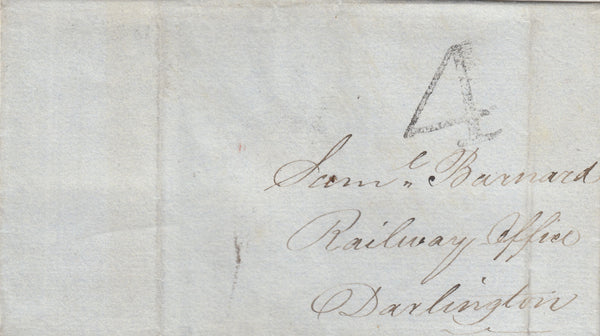 4
Saml. Barnard
Railway Office
Darlington